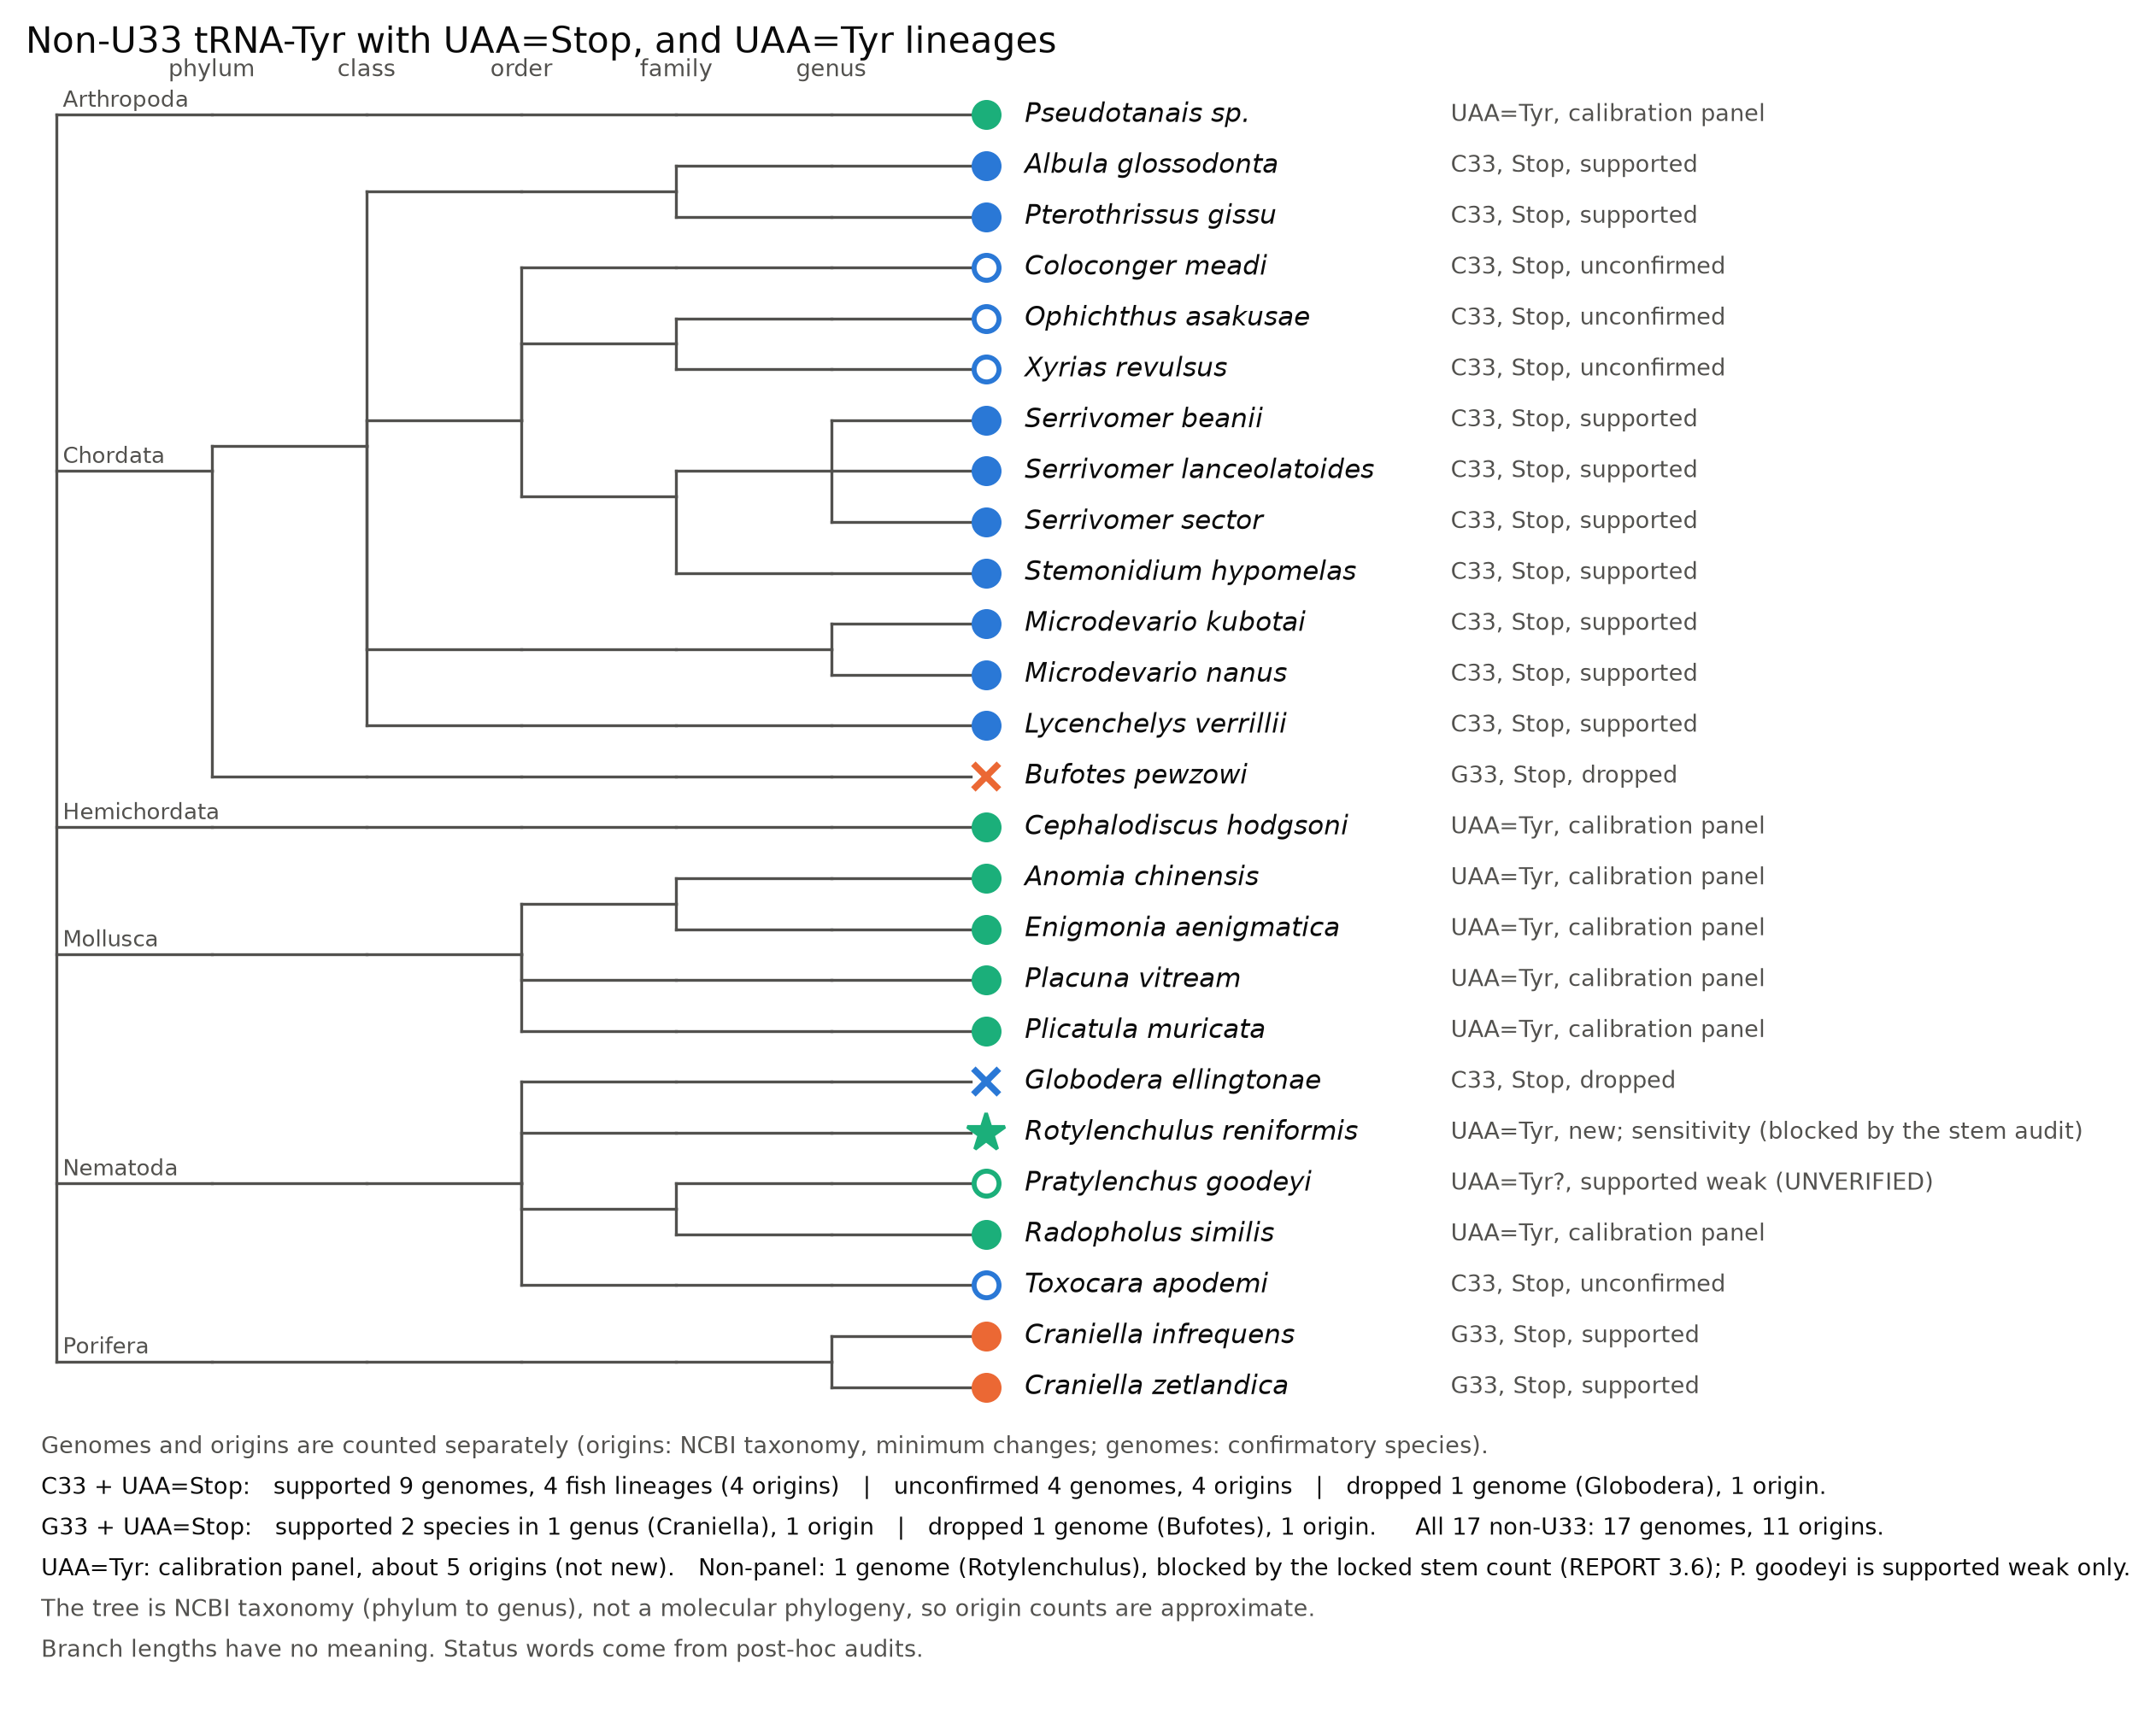 Non-U33 tRNA-Tyr with UAA=Stop, and UAA=Tyr lineages
phylum class order family genus
Arthropoda
Pseudotanais sp. UAA=Tyr, calibration panel
Albula glossodonta C33, Stop, supported
Pterothrissus gissu C33, Stop, supported
Coloconger meadi C33, Stop, unconfirmed
Ophichthus asakusae C33, Stop, unconfirmed
Xyrias revulsus C33, Stop, unconfirmed
Serrivomer beanii C33, Stop, supported
Chordata
Serrivomer lanceolatoides C33, Stop, supported
Serrivomer sector C33, Stop, supported
Stemonidium hypomelas C33, Stop, supported
Microdevario kubotai C33, Stop, supported
Microdevario nanus C33, Stop, supported
Lycenchelys verrillii C33, Stop, supported
Bufotes pewzowi G33, Stop, dropped
Hemichordata
Cephalodiscus hodgsoni UAA=Tyr, calibration panel
Anomia chinensis UAA=Tyr, calibration panel
Enigmonia aenigmatica UAA=Tyr, calibration panel
Mollusca
Placuna vitream UAA=Tyr, calibration panel
Plicatula muricata UAA=Tyr, calibration panel
Globodera ellingtonae C33, Stop, dropped
Rotylenchulus reniformis UAA=Tyr, new; sensitivity (blocked by the stem audit)
Nematoda
Pratylenchus goodeyi UAA=Tyr?, supported weak (UNVERIFIED)
Radopholus similis UAA=Tyr, calibration panel
Toxocara apodemi C33, Stop, unconfirmed
Craniella infrequens G33, Stop, supported
Porifera
Craniella zetlandica G33, Stop, supported
Genomes and origins are counted separately (origins: NCBI taxonomy, minimum changes; genomes: confirmatory species).
C33 + UAA=Stop: supported 9 genomes, 4 fish lineages (4 origins) | unconfirmed 4 genomes, 4 origins | dropped 1 genome (Globodera), 1 origin.
G33 + UAA=Stop: supported 2 species in 1 genus (Craniella), 1 origin | dropped 1 genome (Bufotes), 1 origin. All 17 non-U33: 17 genomes, 11 origins.
UAA=Tyr: calibration panel, about 5 origins (not new). Non-panel: 1 genome (Rotylenchulus), blocked by the locked stem count (REPORT 3.6); P. goodeyi is supported weak only.
The tree is NCBI taxonomy (phylum to genus), not a molecular phylogeny, so origin counts are approximate.
Branch lengths have no meaning. Status words come from post-hoc audits.